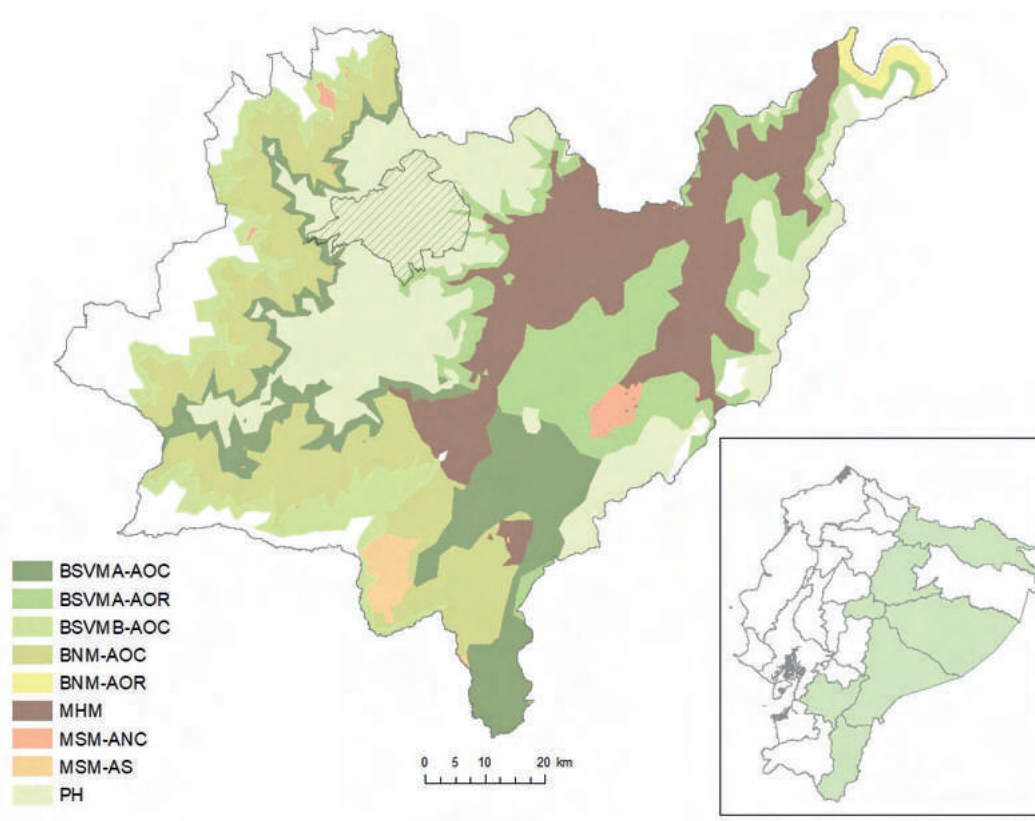 BSVMA-AOC
BSVMA-AOR
BSVMB-AOC
BNM-AOC
BNM-AOR
MHM
MSM-ANC
MSM-AS
PH
0 5 10 20 km